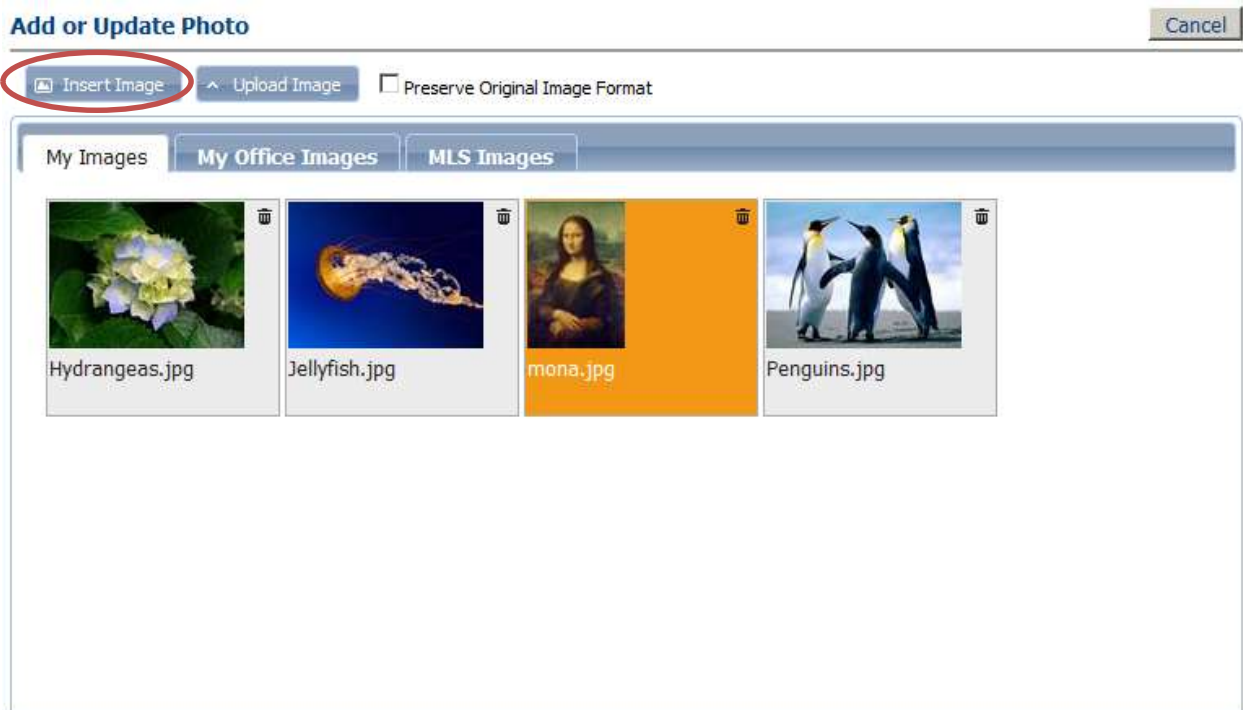 Add or Update Photo Cancel
Insert Image Upload Image Preserve Original Image Format
My Images My Office Images MLS Images
Hydrangeas.jpg Jellyfish.jpg mona.jpg Penguins.jpg